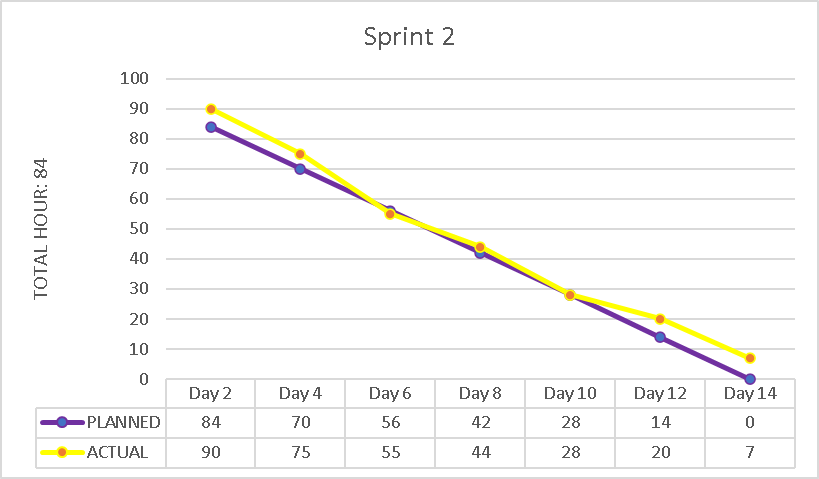 Sprint 2
TOTAL HOUR: 84
100
90
80
70
60
50
40
30
20
10
0
Day 2 Day 4 Day 6 Day 8 Day 10 Day 12 Day 14
PLANNED 84 70 56 42 28 14 0
ACTUAL 90 75 55 44 28 20 7